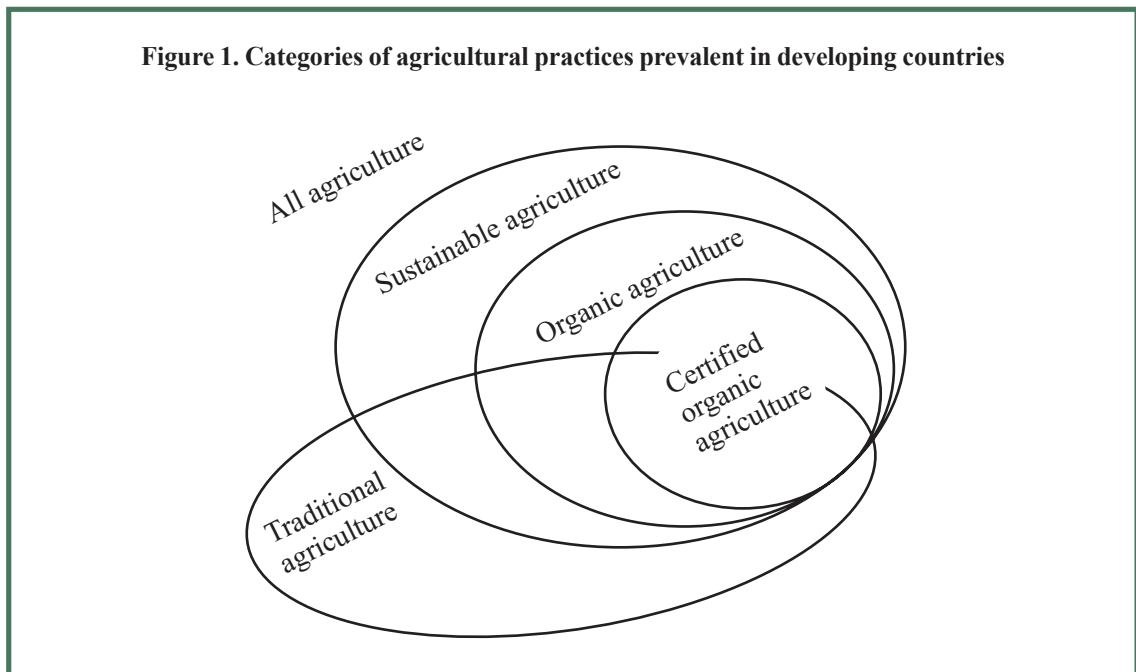 Figure 1. Categories of agricultural practices prevalent in developing countries
All agriculture
Sustainable agriculture
Organic agriculture
Certified
organic
agriculture
Traditional
agriculture